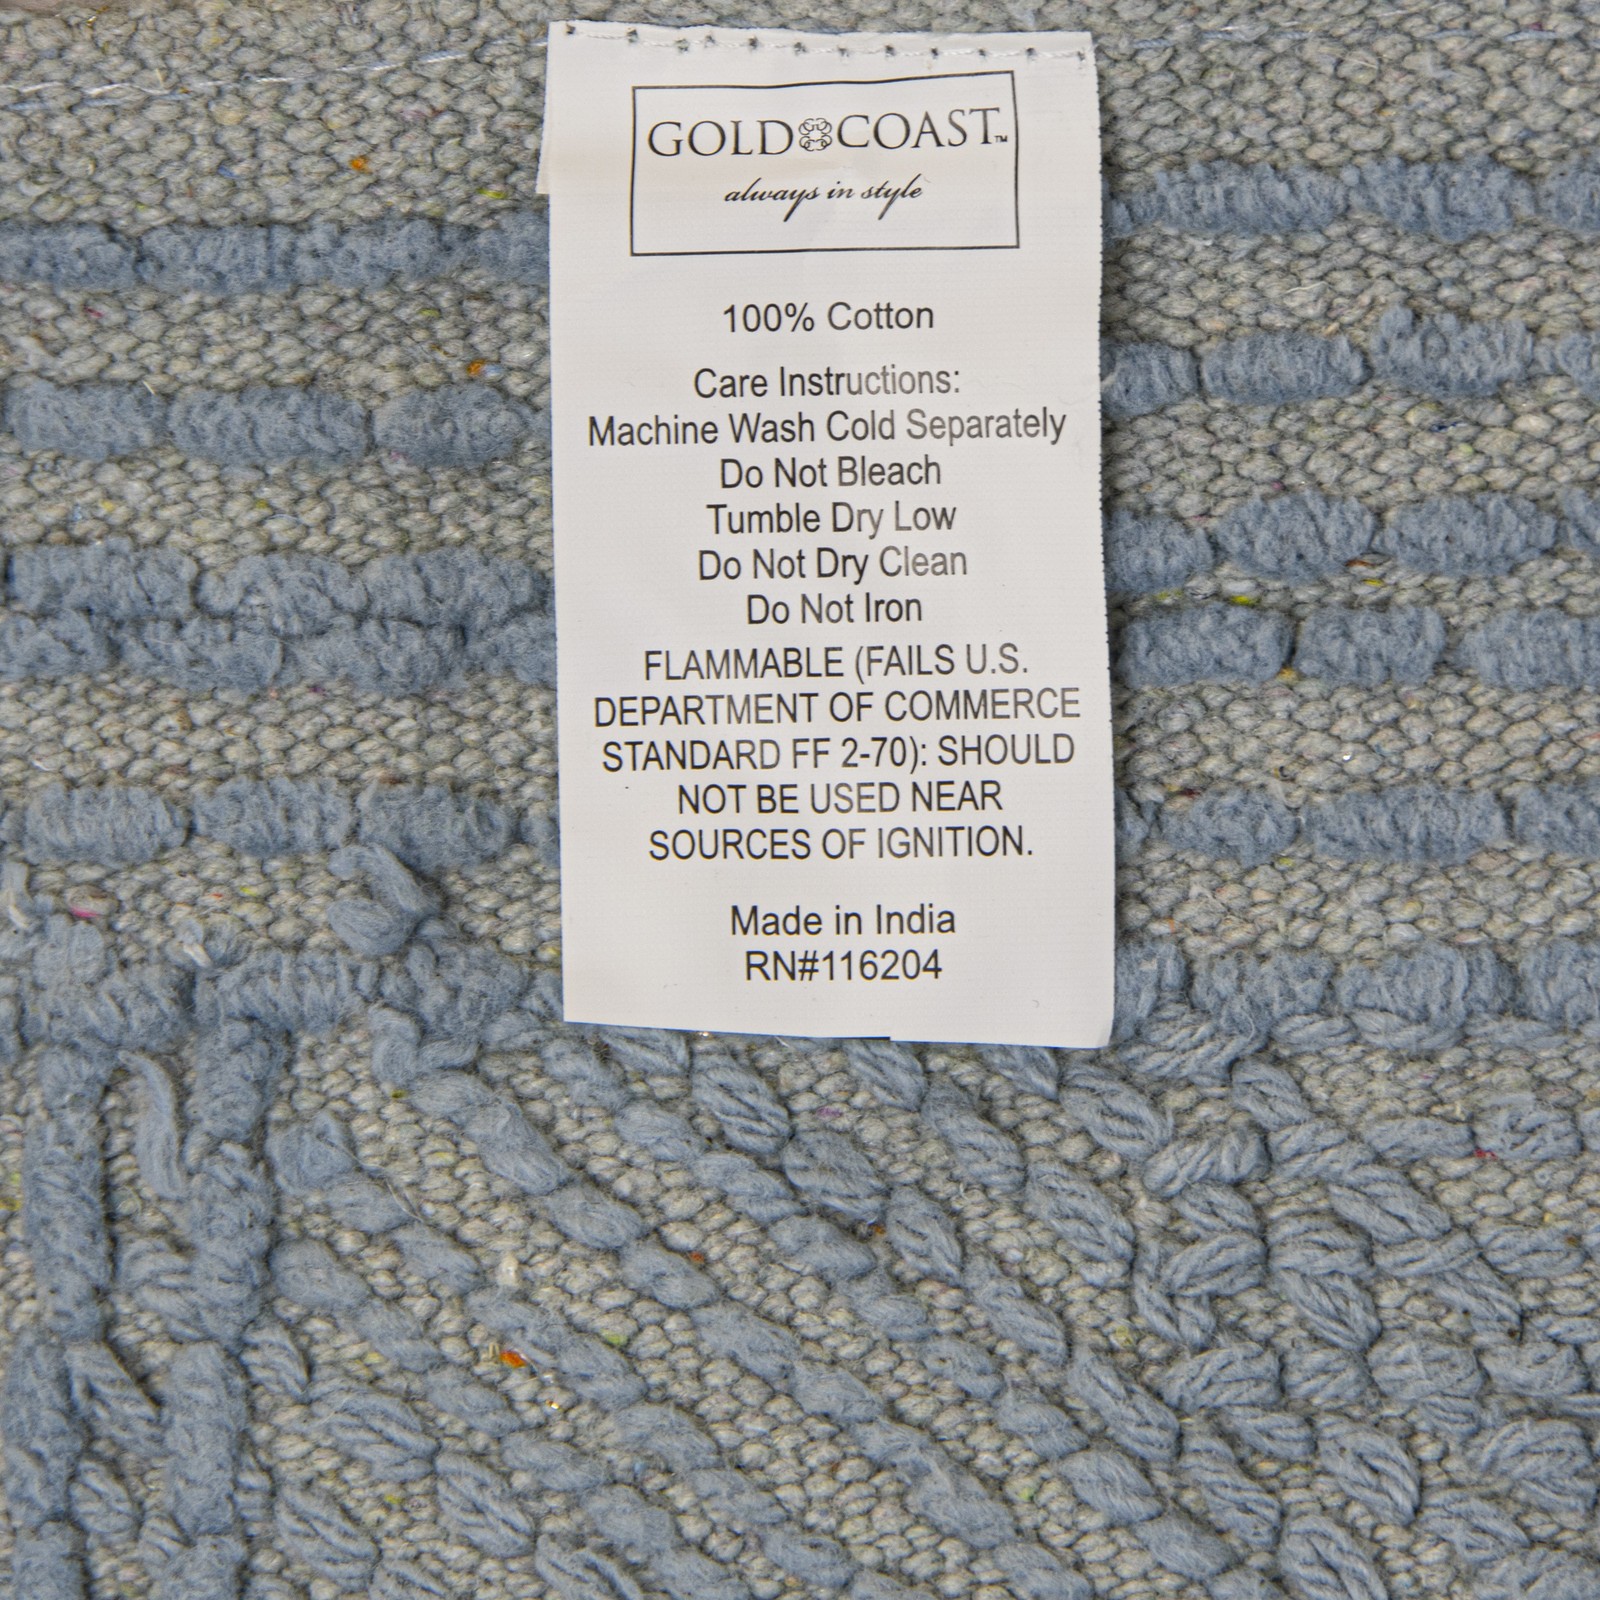 GOLD COAST™
always in style
100% Cotton
Care Instructions:
Machine Wash Cold Separately
Do Not Bleach
Tumble Dry Low
Do Not Dry Clean
Do Not Iron
FLAMMABLE (FAILS U.S.
DEPARTMENT OF COMMERCE
STANDARD FF 2-70): SHOULD
NOT BE USED NEAR
SOURCES OF IGNITION.
Made in India
RN#116204